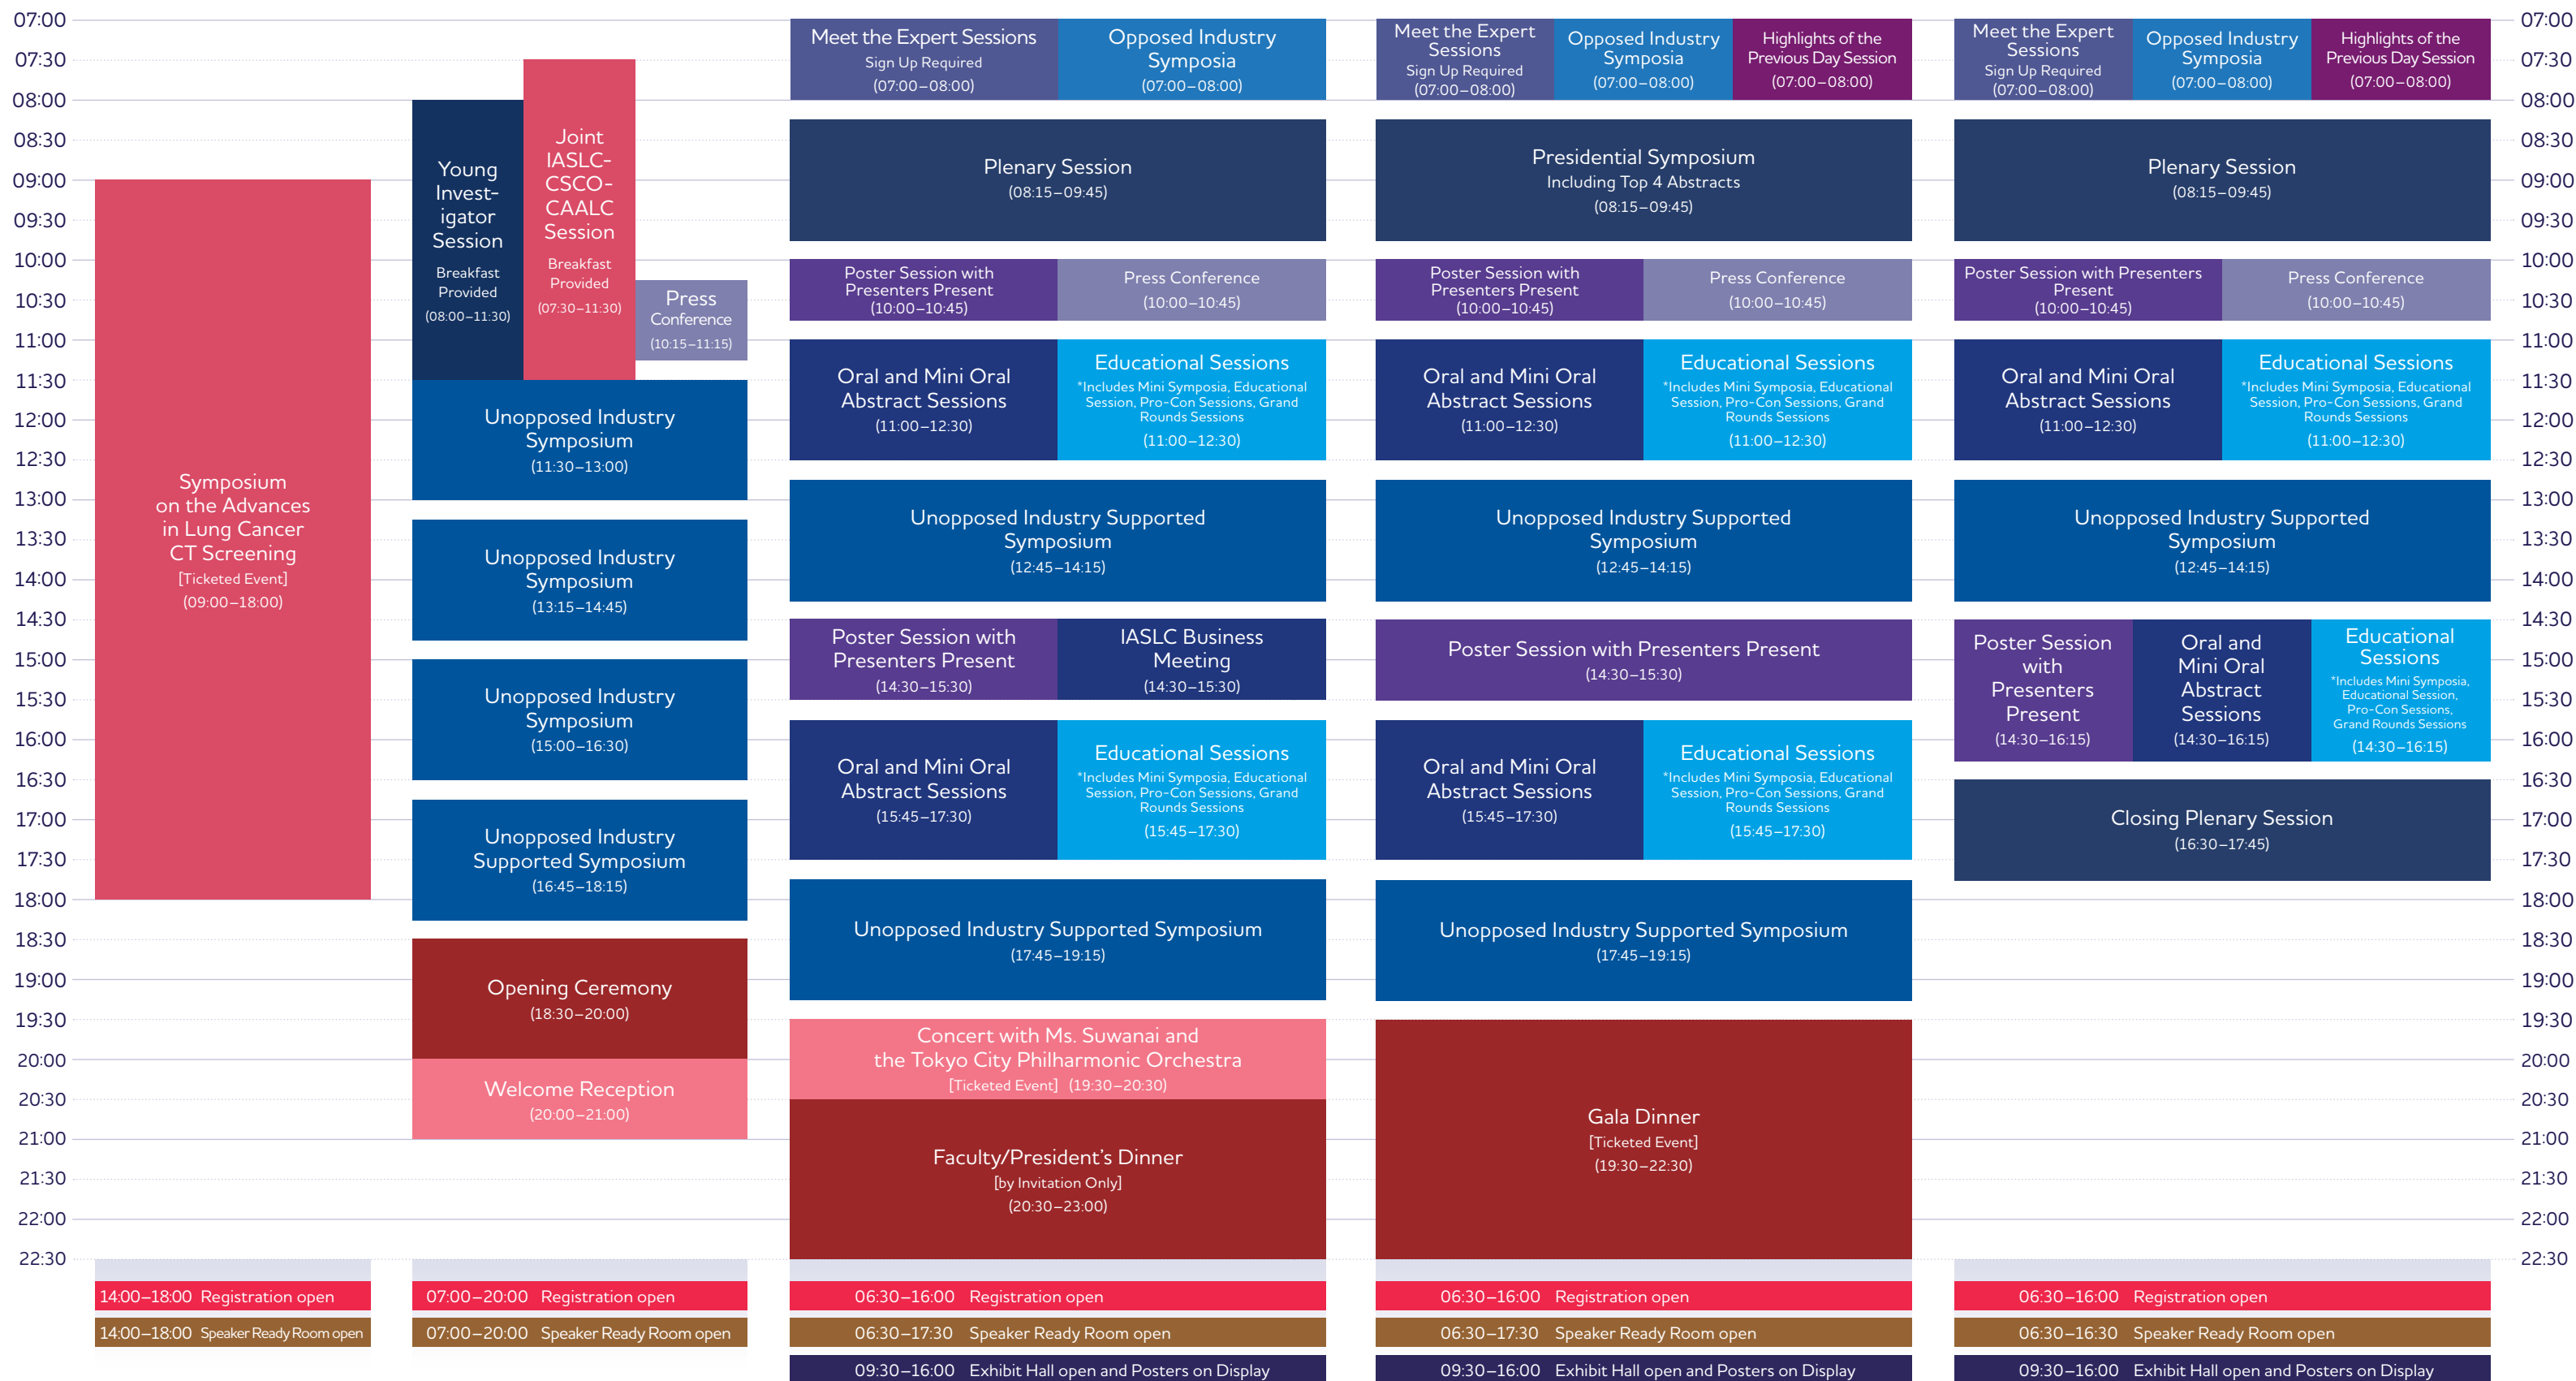 07:00
07:30
08:00
08:30
09:00
09:30
10:00
10:30
11:00
11:30
12:00
12:30
13:00
13:30
14:00
14:30
15:00
15:30
16:00
16:30
17:00
17:30
18:00
18:30
19:00
19:30
20:00
20:30
21:00
21:30
22:00
22:30
Symposium
on the Advances
in Lung Cancer
CT Screening
[Ticketed Event]
(09:00–18:00)
14:00–18:00 Registration open
14:00–18:00 Speaker Ready Room open
Young
Invest-
igator
Session
Breakfast
Provided
(08:00–11:30)
Joint
IASLC-
CSCO-
CAALC
Session
Breakfast
Provided
(07:30–11:30)
Press
Conference
(10:15–11:15)
Unopposed Industry
Symposium
(11:30–13:00)
Unopposed Industry
Symposium
(13:15–14:45)
Unopposed Industry
Symposium
(15:00–16:30)
Unopposed Industry
Supported Symposium
(16:45–18:15)
Opening Ceremony
(18:30–20:00)
Welcome Reception
(20:00–21:00)
07:00–20:00 Registration open
07:00–20:00 Speaker Ready Room open
Meet the Expert Sessions
Sign Up Required
(07:00–08:00)
Opposed Industry
Symposia
(07:00–08:00)
Plenary Session
(08:15–09:45)
Poster Session with
Presenters Present
(10:00–10:45)
Press Conference
(10:00–10:45)
Oral and Mini Oral
Abstract Sessions
(11:00–12:30)
Educational Sessions
*Includes Mini Symposia, Educational
Session, Pro-Con Sessions, Grand
Rounds Sessions
(11:00–12:30)
Unopposed Industry Supported
Symposium
(12:45–14:15)
Poster Session with
Presenters Present
(14:30–15:30)
IASLC Business
Meeting
(14:30–15:30)
Oral and Mini Oral
Abstract Sessions
(15:45–17:30)
Educational Sessions
*Includes Mini Symposia, Educational
Session, Pro-Con Sessions, Grand
Rounds Sessions
(15:45–17:30)
Unopposed Industry Supported Symposium
(17:45–19:15)
Concert with Ms. Suwanai and
the Tokyo City Philharmonic Orchestra
[Ticketed Event] (19:30–20:30)
Faculty/President’s Dinner
[by Invitation Only]
(20:30–23:00)
06:30–16:00 Registration open
06:30–17:30 Speaker Ready Room open
09:30–16:00 Exhibit Hall open and Posters on Display
Meet the Expert
Sessions
Sign Up Required
(07:00–08:00)
Opposed Industry
Symposia
(07:00–08:00)
Highlights of the
Previous Day Session
(07:00–08:00)
Presidential Symposium
Including Top 4 Abstracts
(08:15–09:45)
Poster Session with
Presenters Present
(10:00–10:45)
Press Conference
(10:00–10:45)
Oral and Mini Oral
Abstract Sessions
(11:00–12:30)
Educational Sessions
*Includes Mini Symposia, Educational
Session, Pro-Con Sessions, Grand
Rounds Sessions
(11:00–12:30)
Unopposed Industry Supported
Symposium
(12:45–14:15)
Poster Session with Presenters Present
(14:30–15:30)
Oral and Mini Oral
Abstract Sessions
(15:45–17:30)
Educational Sessions
*Includes Mini Symposia, Educational
Session, Pro-Con Sessions, Grand
Rounds Sessions
(15:45–17:30)
Unopposed Industry Supported Symposium
(17:45–19:15)
Gala Dinner
[Ticketed Event]
(19:30–22:30)
06:30–16:00 Registration open
06:30–17:30 Speaker Ready Room open
09:30–16:00 Exhibit Hall open and Posters on Display
Meet the Expert
Sessions
Sign Up Required
(07:00–08:00)
Opposed Industry
Symposia
(07:00–08:00)
Highlights of the
Previous Day Session
(07:00–08:00)
Plenary Session
(08:15–09:45)
Poster Session with Presenters
Present
(10:00–10:45)
Press Conference
(10:00–10:45)
Oral and Mini Oral
Abstract Sessions
(11:00–12:30)
Educational Sessions
*Includes Mini Symposia, Educational
Session, Pro-Con Sessions, Grand
Rounds Sessions
(11:00–12:30)
Unopposed Industry Supported
Symposium
(12:45–14:15)
Poster Session
with
Presenters
Present
(14:30–16:15)
Oral and
Mini Oral
Abstract
Sessions
(14:30–16:15)
Educational
Sessions
*Includes Mini Symposia,
Educational Session,
Pro-Con Sessions,
Grand Rounds Sessions
(14:30–16:15)
Closing Plenary Session
(16:30–17:45)
06:30–16:00 Registration open
06:30–16:30 Speaker Ready Room open
09:30–16:00 Exhibit Hall open and Posters on Display
07:00
07:30
08:00
08:30
09:00
09:30
10:00
10:30
11:00
11:30
12:00
12:30
13:00
13:30
14:00
14:30
15:00
15:30
16:00
16:30
17:00
17:30
18:00
18:30
19:00
19:30
20:00
20:30
21:00
21:30
22:00
22:30